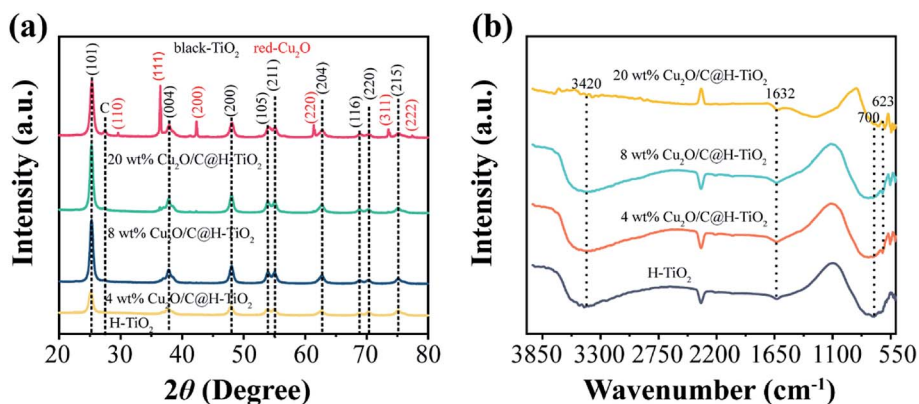 (a)
black-TiO₂ red-Cu₂O
(101)
C
(110)
(111)
(004)
(200)
(200)
(105)
(211)
(220)
(204)
(116)
(220)
(311)
(215)
(222)
20 wt% Cu₂O/C@H-TiO₂
8 wt% Cu₂O/C@H-TiO₂
4 wt% Cu₂O/C@H-TiO₂
H-TiO₂
Intensity (a.u.)
20 30 40 50 60 70 80
2θ (Degree)
(b)
20 wt% Cu₂O/C@H-TiO₂
3420
1632
623
700
8 wt% Cu₂O/C@H-TiO₂
4 wt% Cu₂O/C@H-TiO₂
H-TiO₂
Intensity (a.u.)
3850 3300 2750 2200 1650 1100 550
Wavenumber (cm⁻¹)